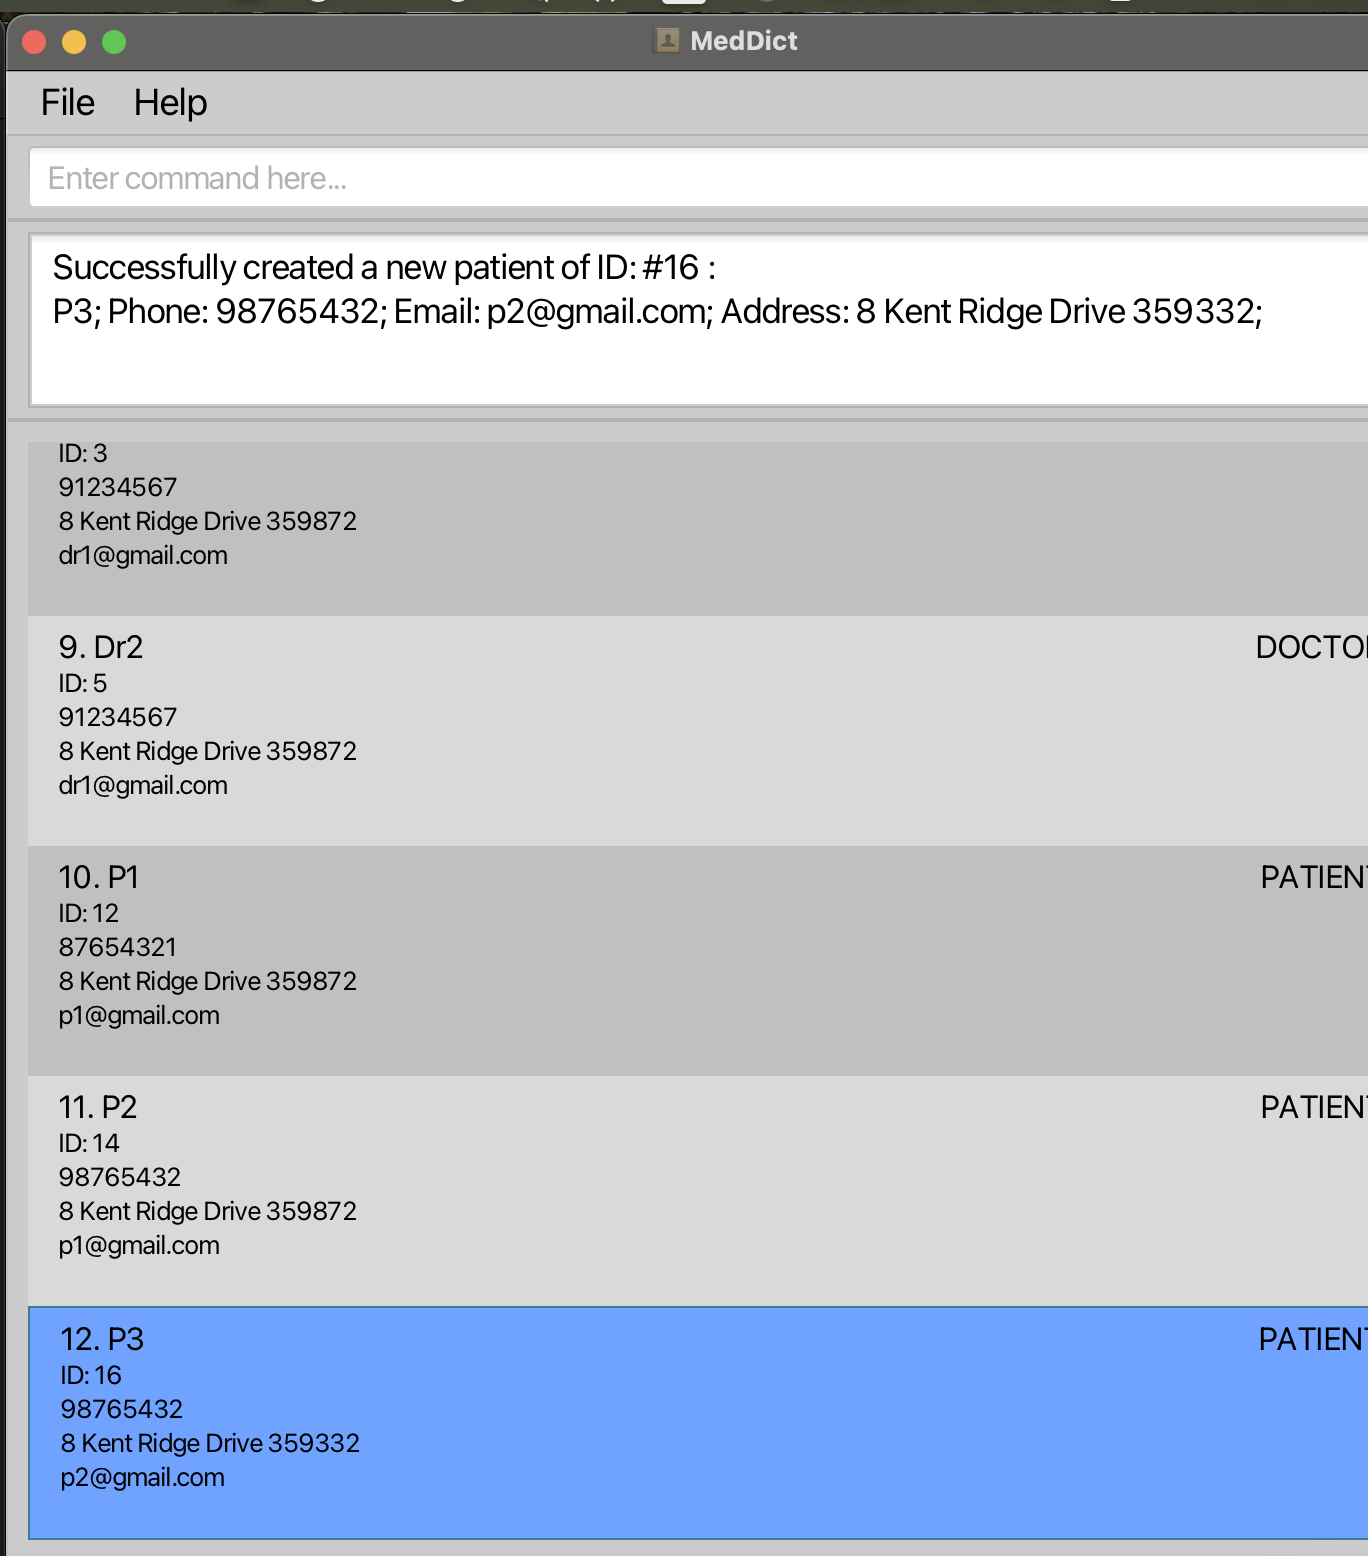 MedDict
File Help
Enter command here...
Successfully created a new patient of ID: #16 :
P3; Phone: 98765432; Email: p2@gmail.com; Address: 8 Kent Ridge Drive 359332;
ID: 3
91234567
8 Kent Ridge Drive 359872
dr1@gmail.com
9. Dr2 DOCTOR
ID: 5
91234567
8 Kent Ridge Drive 359872
dr1@gmail.com
10. P1 PATIENT
ID: 12
87654321
8 Kent Ridge Drive 359872
p1@gmail.com
11. P2 PATIENT
ID: 14
98765432
8 Kent Ridge Drive 359872
p1@gmail.com
12. P3 PATIENT
ID: 16
98765432
8 Kent Ridge Drive 359332
p2@gmail.com